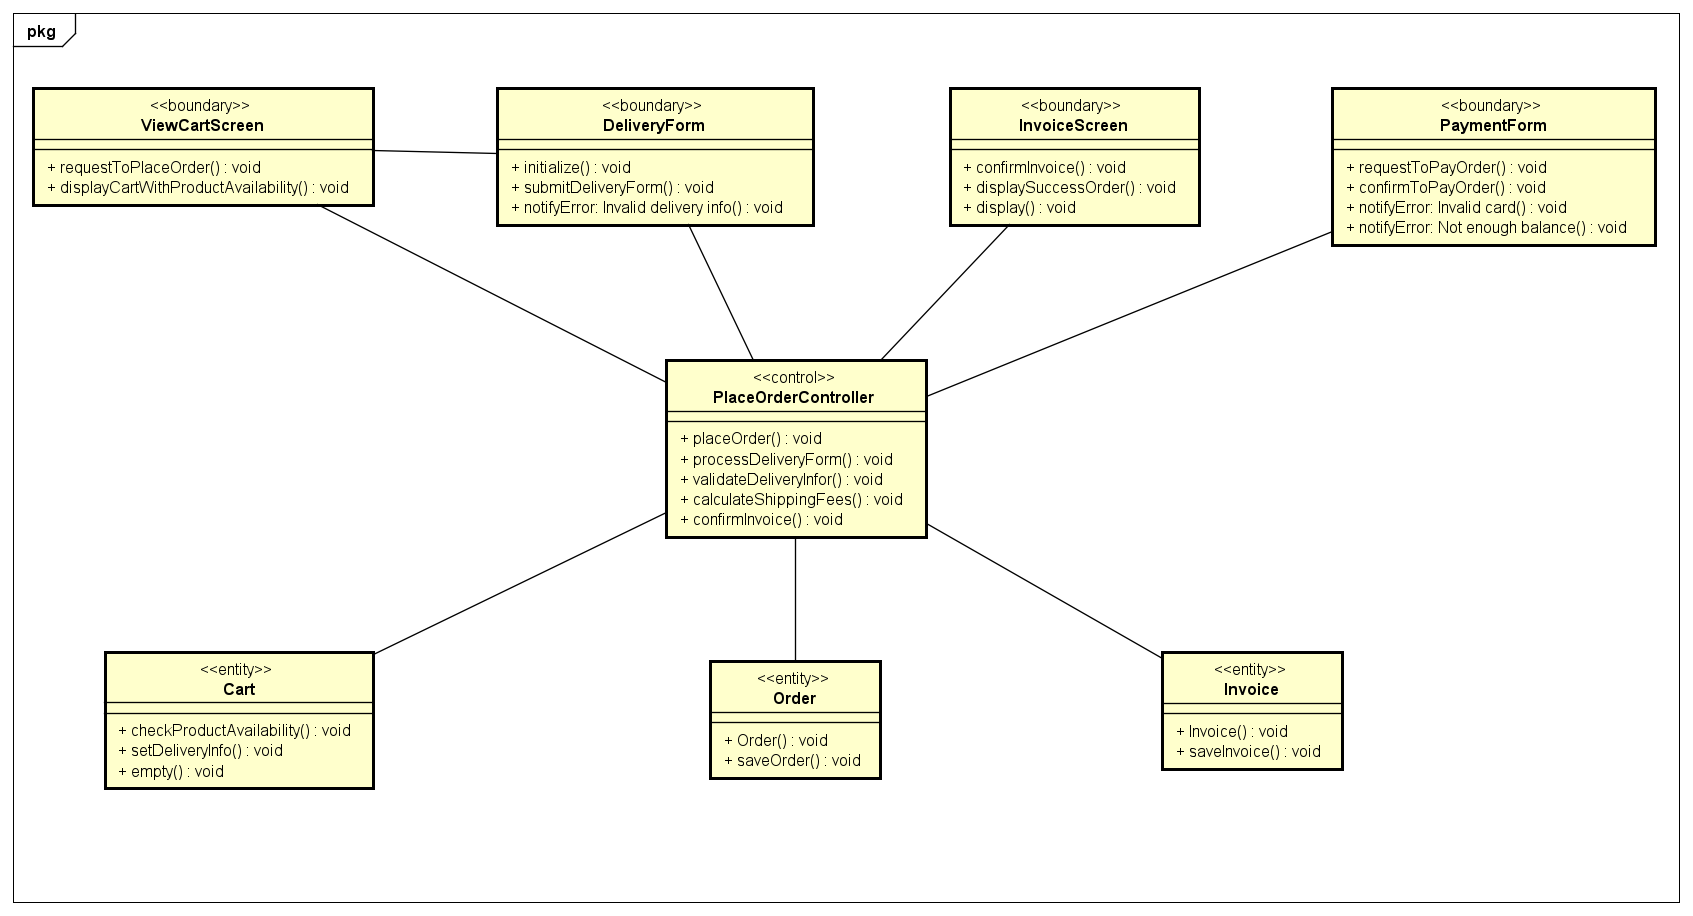 pkg
<<boundary>>
ViewCartScreen
+ requestToPlaceOrder() : void
+ displayCartWithProductAvailability() : void
<<boundary>>
DeliveryForm
+ initialize() : void
+ submitDeliveryForm() : void
+ notifyError: Invalid delivery info() : void
<<boundary>>
InvoiceScreen
+ confirmInvoice() : void
+ displaySuccessOrder() : void
+ display() : void
<<boundary>>
PaymentForm
+ requestToPayOrder() : void
+ confirmToPayOrder() : void
+ notifyError: Invalid card() : void
+ notifyError: Not enough balance() : void
<<control>>
PlaceOrderController
+ placeOrder() : void
+ processDeliveryForm() : void
+ validateDeliveryInfor() : void
+ calculateShippingFees() : void
+ confirmInvoice() : void
<<entity>>
Cart
+ checkProductAvailability() : void
+ setDeliveryInfo() : void
+ empty() : void
<<entity>>
Order
+ Order() : void
+ saveOrder() : void
<<entity>>
Invoice
+ Invoice() : void
+ saveInvoice() : void